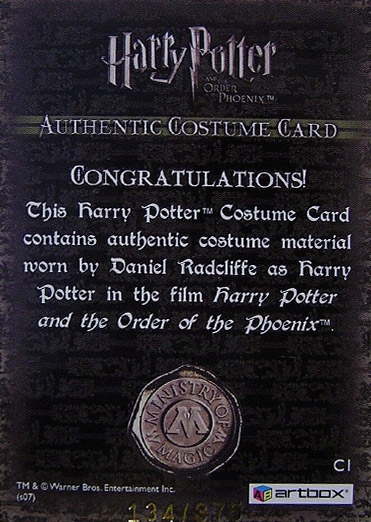 Harry Potter
AND THE
ORDER
OF THE
PHOENIX™
AUTHENTIC COSTUME CARD
CONGRATULATIONS!
This Harry Potter™ Costume Card
contains authentic costume material
worn by Daniel Radcliffe as Harry
Potter in the film Harry Potter
and the Order of the Phoenix™.
MINISTRY OF
M
MAGIC
C1
TM & © Warner Bros. Entertainment Inc.
(s07)
artbox®
134/